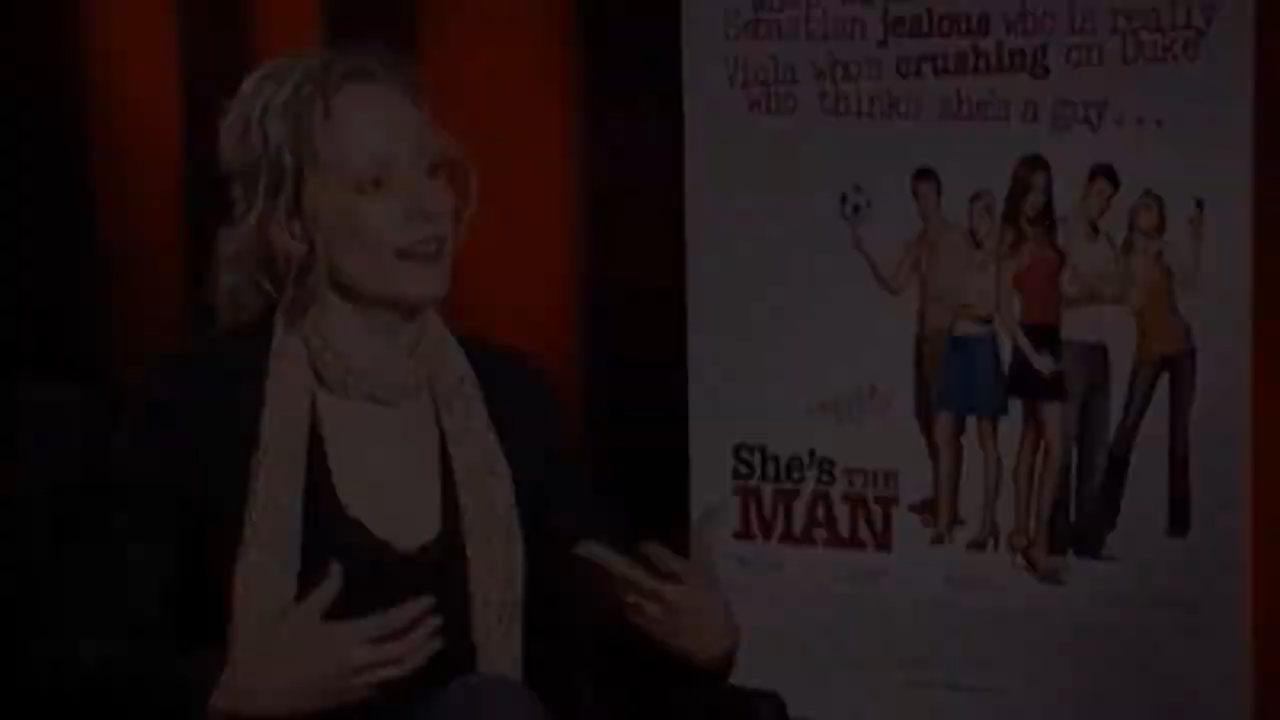 Sebastian jealous who is really
Viola who's crushing on Duke
who thinks she's a guy...
She's THE
MAN